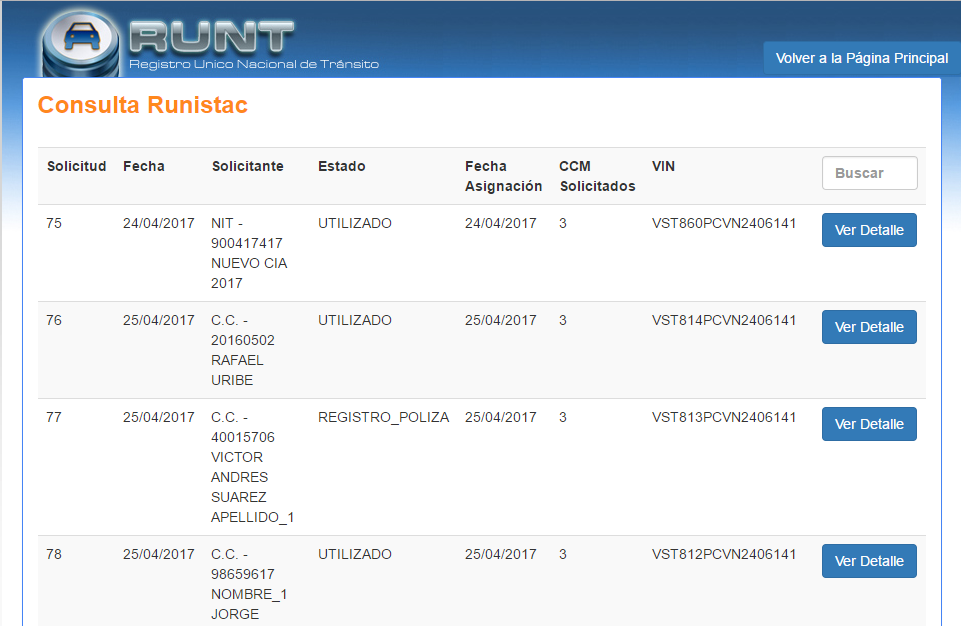 RUNT
Registro Unico Nacional de Tránsito
Volver a la Página Principal
Consulta Runistac
Solicitud Fecha Solicitante Estado Fecha Asignación CCM Solicitados VIN Buscar
75 24/04/2017 NIT - UTILIZADO 24/04/2017 3 VST860PCVN2406141 Ver Detalle
900417417
NUEVO CIA
2017
76 25/04/2017 C.C. - UTILIZADO 25/04/2017 3 VST814PCVN2406141 Ver Detalle
20160502
RAFAEL
URIBE
77 25/04/2017 C.C. - REGISTRO_POLIZA 25/04/2017 3 VST813PCVN2406141 Ver Detalle
40015706
VICTOR
ANDRES
SUAREZ
APELLIDO_1
78 25/04/2017 C.C. - UTILIZADO 25/04/2017 3 VST812PCVN2406141 Ver Detalle
98659617
NOMBRE_1
JORGE